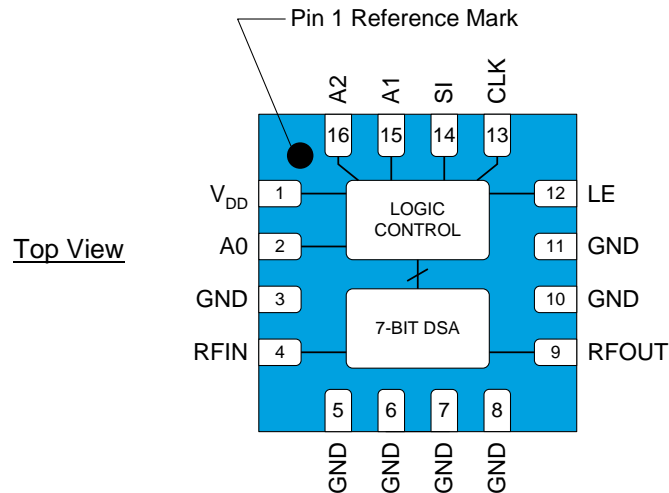 Pin 1 Reference Mark
A2
A1
SI
CLK
16
15
14
13
V_DD
1
LOGIC
CONTROL
12
LE
Top View
A0
2
11
GND
GND
3
10
GND
7-BIT DSA
RFIN
4
9
RFOUT
5
6
7
8
GND
GND
GND
GND